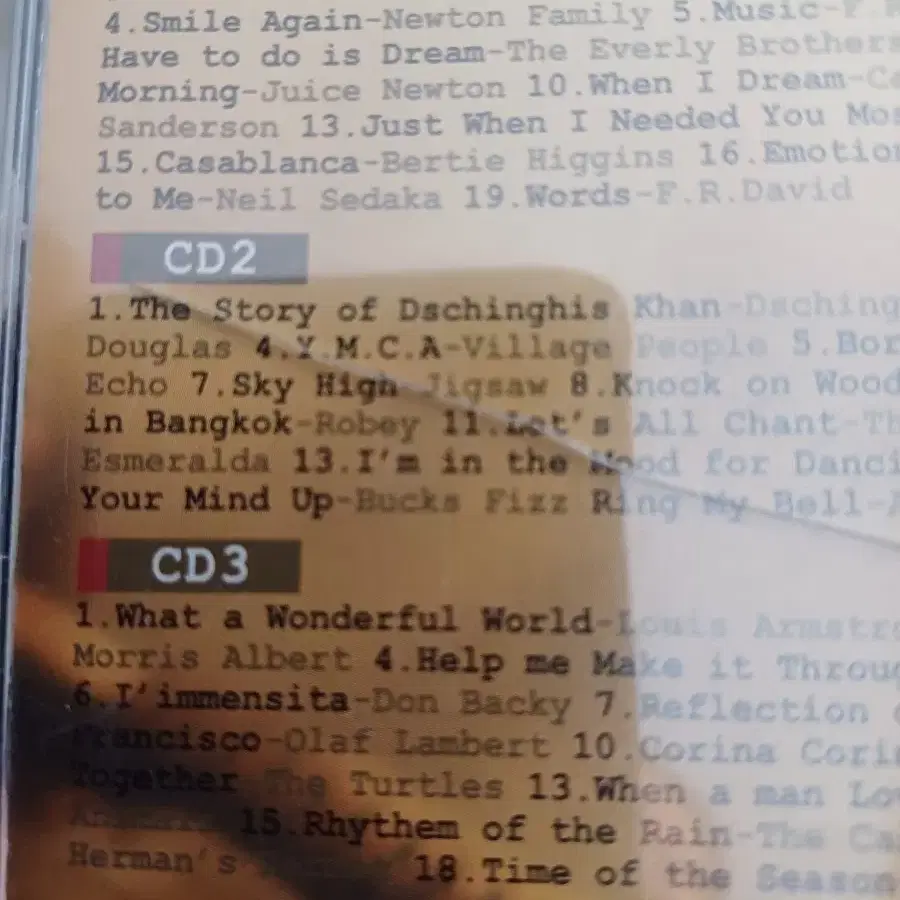 4.Smile Again-Newton Family 5.Music-F.R
Have to do is Dream-The Everly Brothers
Morning-Juice Newton 10.When I Dream-Ca
Sanderson 13.Just When I Needed You Mos
15.Casablanca-Bertie Higgins 16.Emotion
to Me-Neil Sedaka 19.Words-F.R.David
CD2
1.The Story of Dschinghis Khan-Dsching
Douglas 4.Y.M.C.A-Village People 5.Bor
Echo 7.Sky High-Jigsaw 8.Knock on Wood
in Bangkok-Robey 11.Let's All Chant-Th
Esmeralda 13.I'm in the Mood for Danci
Your Mind Up-Bucks Fizz Ring My Bell-A
CD3
1.What a Wonderful World-Louis Armstro
Morris Albert 4.Help me Make it Throug
6.I'immensita-Don Backy 7.Reflection o
Francisco-Olaf Lambert 10.Corina Corin
Together The Turtles 13.When a man Lov
15.Rhythem of the Rain-The Ca
Herman's 18.Time of the Season